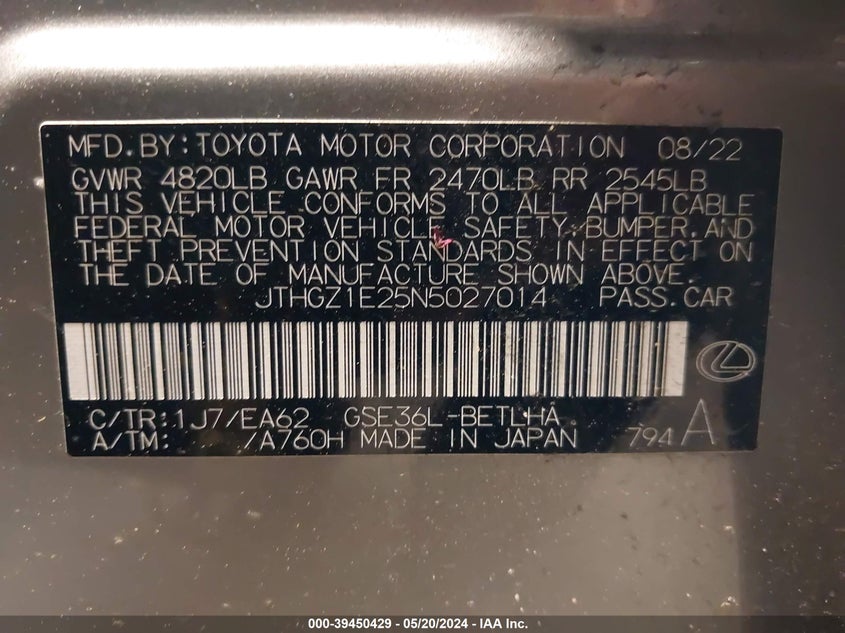 MFD.BY:TOYOTA MOTOR CORPORATION 08/22
GVWR 4820LB GAWR FR 2470LB RR 2545LB
THIS VEHICLE CONFORMS TO ALL APPLICABLE
FEDERAL MOTOR VEHICLE SAFETY,BUMPER,AND
THEFT PREVENTION STANDARDS IN EFFECT ON
THE DATE OF MANUFACTURE SHOWN ABOVE.
JTHGZ1E25N5027014 PASS.CAR
C/TR:1J7/EA62 GSE36L-BETLHA
A/TM: /A760H MADE IN JAPAN 794 A
000-39450429 - 05/20/2024 - IAA Inc.